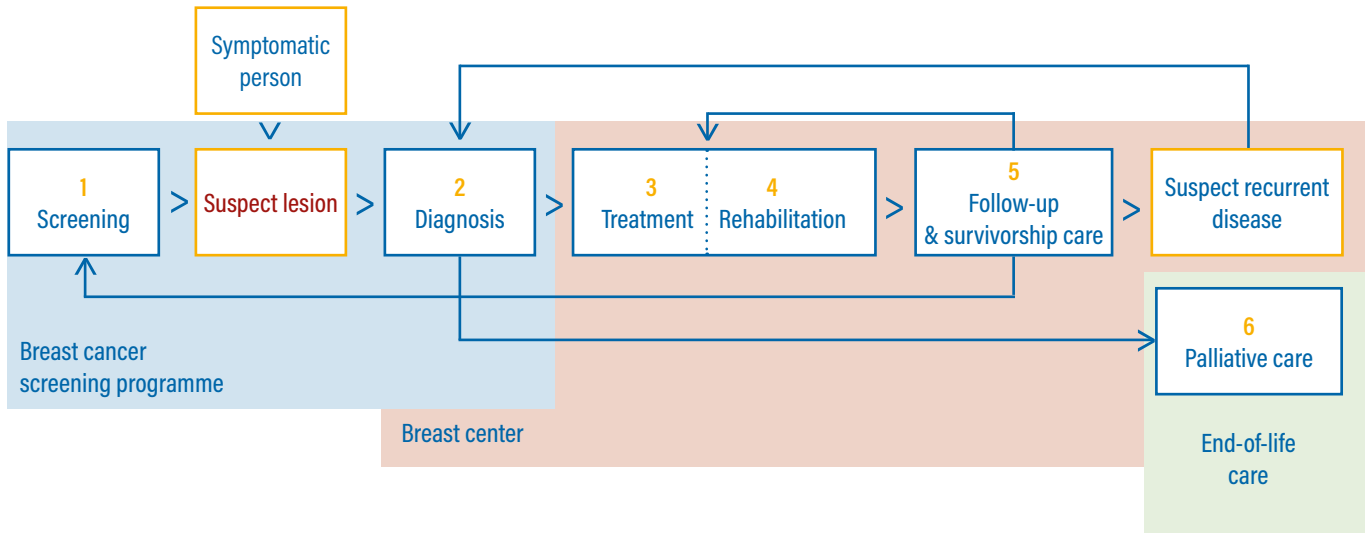 Symptomatic
person
1
Screening
>
Suspect lesion
>
2
Diagnosis
>
3
Treatment
4
Rehabilitation
>
5
Follow-up
& survivorship care
>
Suspect recurrent
disease
6
Palliative care
Breast cancer
screening programme
Breast center
End-of-life
care